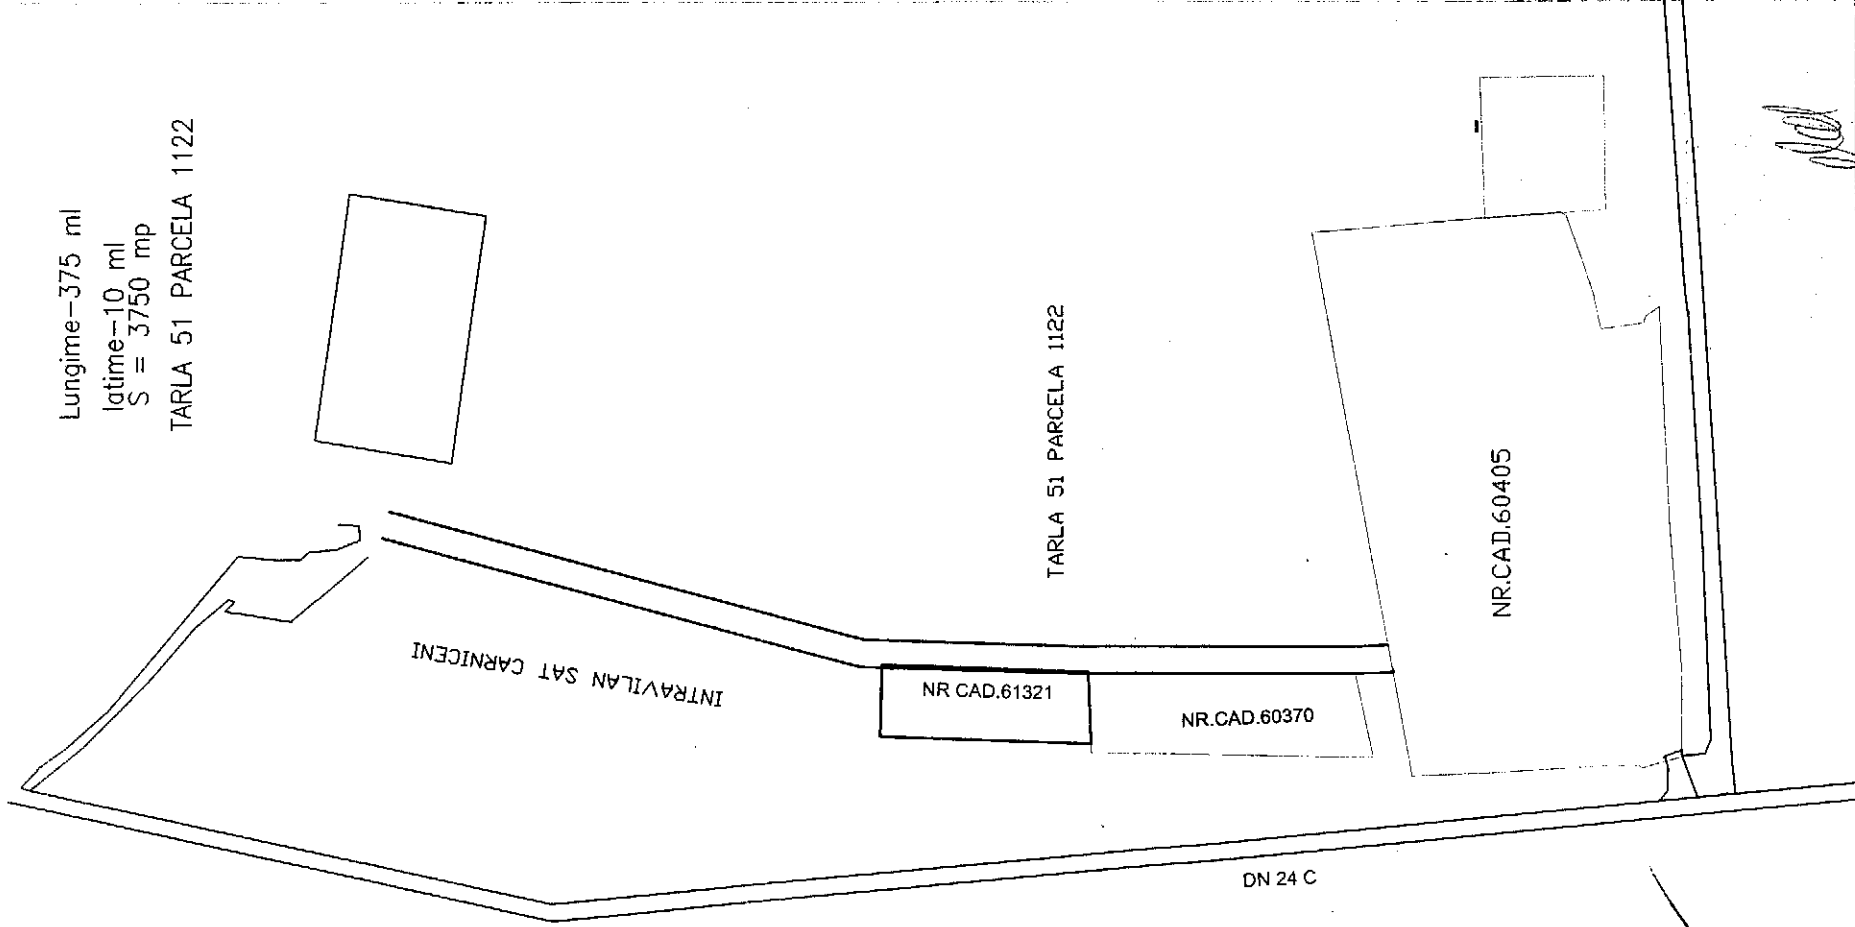 Lungime-375 ml
latime-10 ml
S = 3750 mp
TARLA 51 PARCELA 1122
TARLA 51 PARCELA 1122
NR.CAD.60405
INTRAVILAN SAT CARNICENI
NR CAD.61321
NR.CAD.60370
DN 24 C